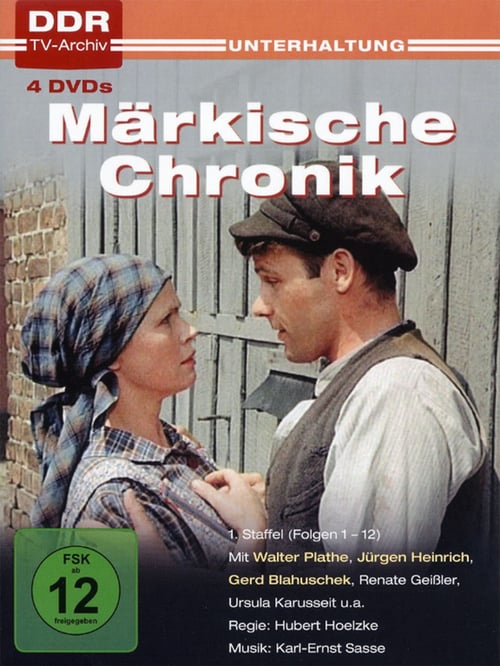 DDR
TV-Archiv
UNTERHALTUNG
4 DVDs
Märkische
Chronik
1. Staffel (Folgen 1 – 12)
Mit Walter Plathe, Jürgen Heinrich,
Gerd Blahuschek, Renate Geißler,
Ursula Karusseit u.a.
Regie: Hubert Hoelzke
Musik: Karl-Ernst Sasse
FSK
ab
12
freigegeben